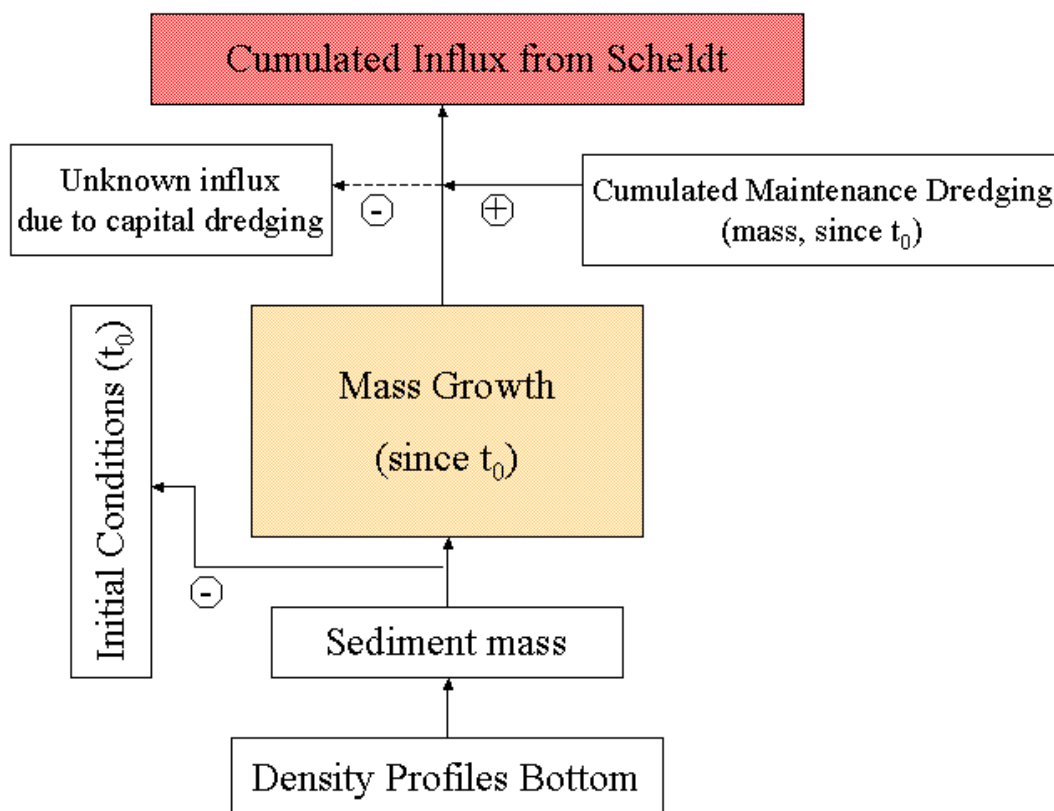 Cumulated Influx from Scheldt
Unknown influx
due to capital dredging
-
+
Cumulated Maintenance Dredging
(mass, since t₀)
Initial Conditions (t₀)
Mass Growth
(since t₀)
-
Sediment mass
Density Profiles Bottom